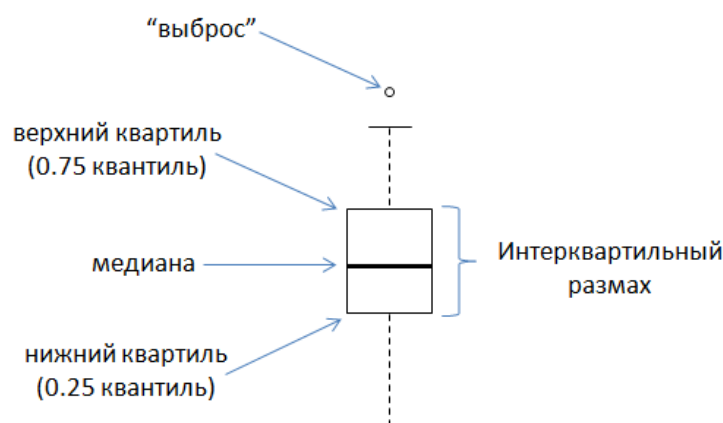 “выброс”
верхний квартиль
(0.75 квантиль)
медиана
Интерквартильный
размах
нижний квартиль
(0.25 квантиль)